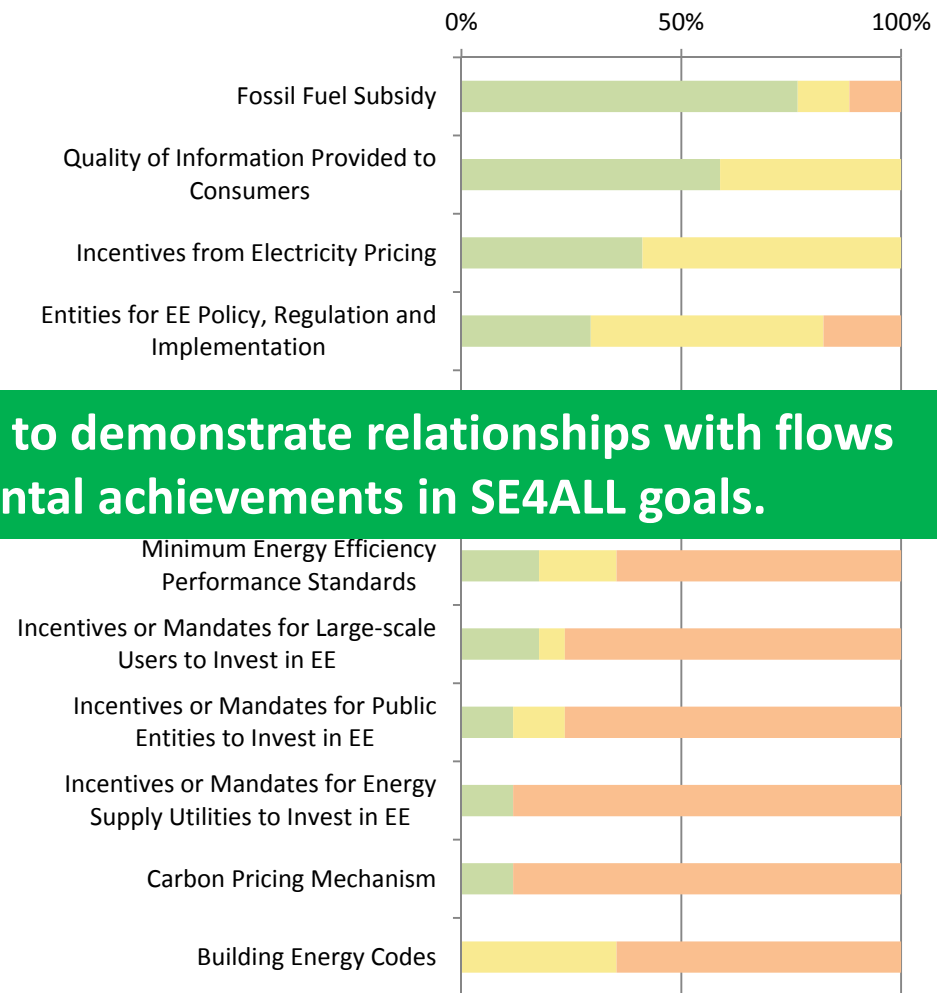 0% 50% 100%
Fossil Fuel Subsidy
Quality of Information Provided to
Consumers
Incentives from Electricity Pricing
Entities for EE Policy, Regulation and
Implementation
to demonstrate relationships with flows
ntal achievements in SE4ALL goals.
Minimum Energy Efficiency
Performance Standards
Incentives or Mandates for Large-scale
Users to Invest in EE
Incentives or Mandates for Public
Entities to Invest in EE
Incentives or Mandates for Energy
Supply Utilities to Invest in EE
Carbon Pricing Mechanism
Building Energy Codes